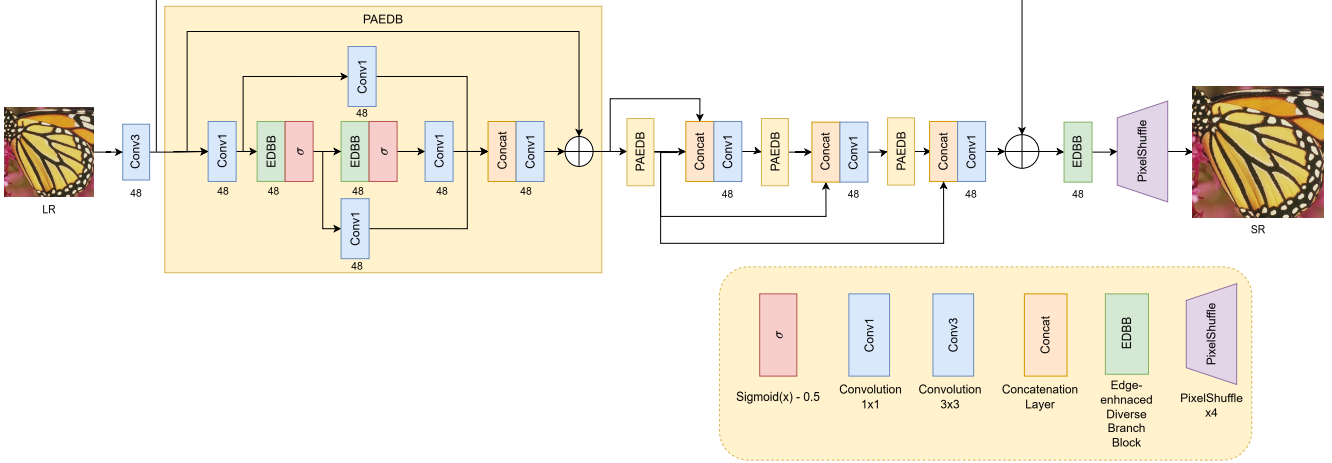 PAEDB
LR
Conv3
48
Conv1
48
EDBB
σ
48
Conv1
48
EDBB
σ
48
Conv1
48
Conv1
48
Concat
Conv1
48
PAEDB
Concat
Conv1
48
PAEDB
Concat
Conv1
48
PAEDB
Concat
Conv1
48
EDBB
48
PixelShuffle
SR
σ
Sigmoid(x) - 0.5
Conv1
Convolution
1x1
Conv3
Convolution
3x3
Concat
Concatenation
Layer
EDBB
Edge-
enhnaced
Diverse
Branch
Block
PixelShuffle
PixelShuffle
x4